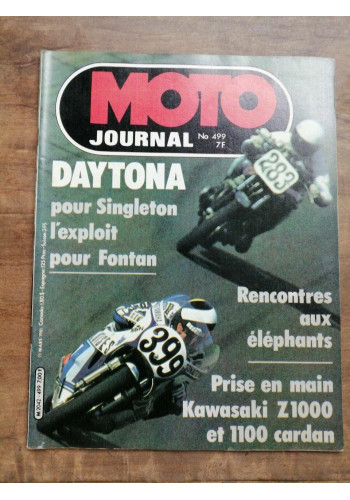 MOTO
JOURNAL
No 499
7F
283
DAYTONA
pour Singleton
l'exploit
pour Fontan
Rencontres
aux
éléphants
399
Prise en main
Kawasaki Z1000
et 1100 cardan